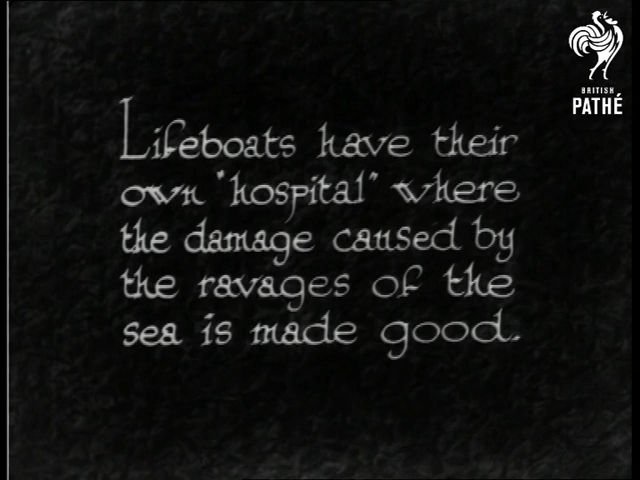 BRITISH
PATHÉ
Lifeboats have their
own "hospital" where
the damage caused by
the ravages of the
sea is made good.